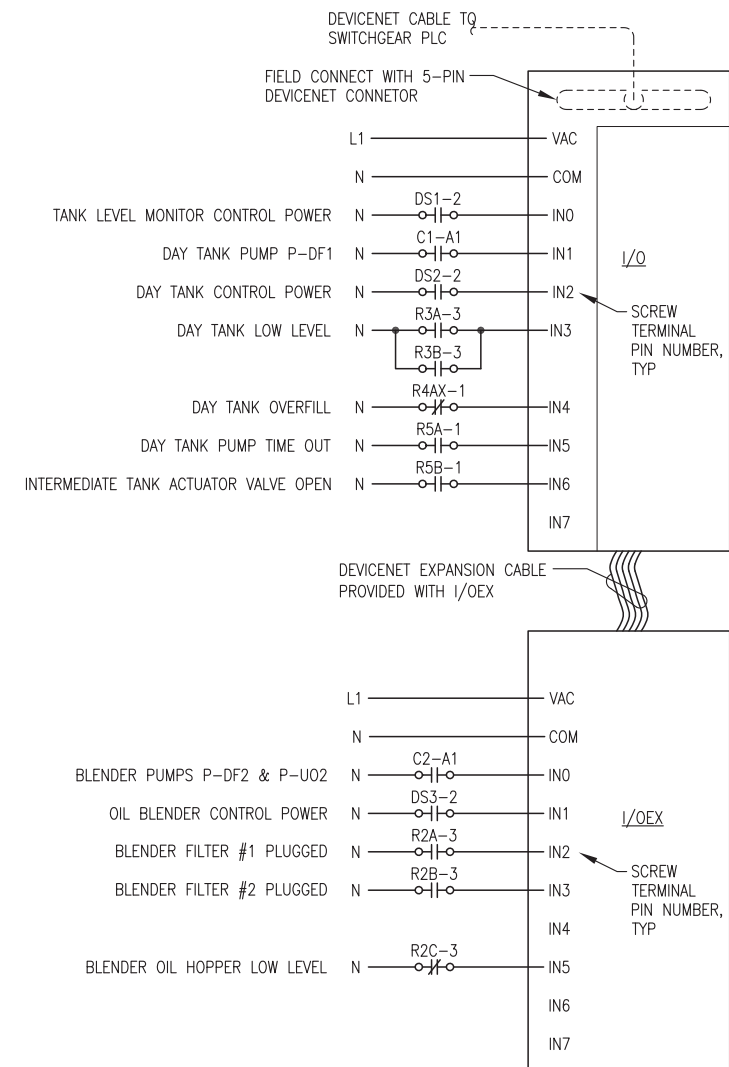 DEVICENET CABLE TO
SWITCHGEAR PLC
FIELD CONNECT WITH 5-PIN
DEVICENET CONNETOR
L1 VAC
N COM
TANK LEVEL MONITOR CONTROL POWER N DS1-2 IN0
DAY TANK PUMP P-DF1 N C1-A1 IN1
I/O
DAY TANK CONTROL POWER N DS2-2 IN2
SCREW
TERMINAL
PIN NUMBER,
TYP
DAY TANK LOW LEVEL N R3A-3 IN3
R3B-3
DAY TANK OVERFILL N R4AX-1 IN4
DAY TANK PUMP TIME OUT N R5A-1 IN5
INTERMEDIATE TANK ACTUATOR VALVE OPEN N R5B-1 IN6
IN7
DEVICENET EXPANSION CABLE
PROVIDED WITH I/OEX
L1 VAC
N COM
BLENDER PUMPS P-DF2 & P-UO2 N C2-A1 IN0
OIL BLENDER CONTROL POWER N DS3-2 IN1
I/OEX
BLENDER FILTER #1 PLUGGED N R2A-3 IN2
SCREW
TERMINAL
PIN NUMBER,
TYP
BLENDER FILTER #2 PLUGGED N R2B-3 IN3
IN4
BLENDER OIL HOPPER LOW LEVEL N R2C-3 IN5
IN6
IN7